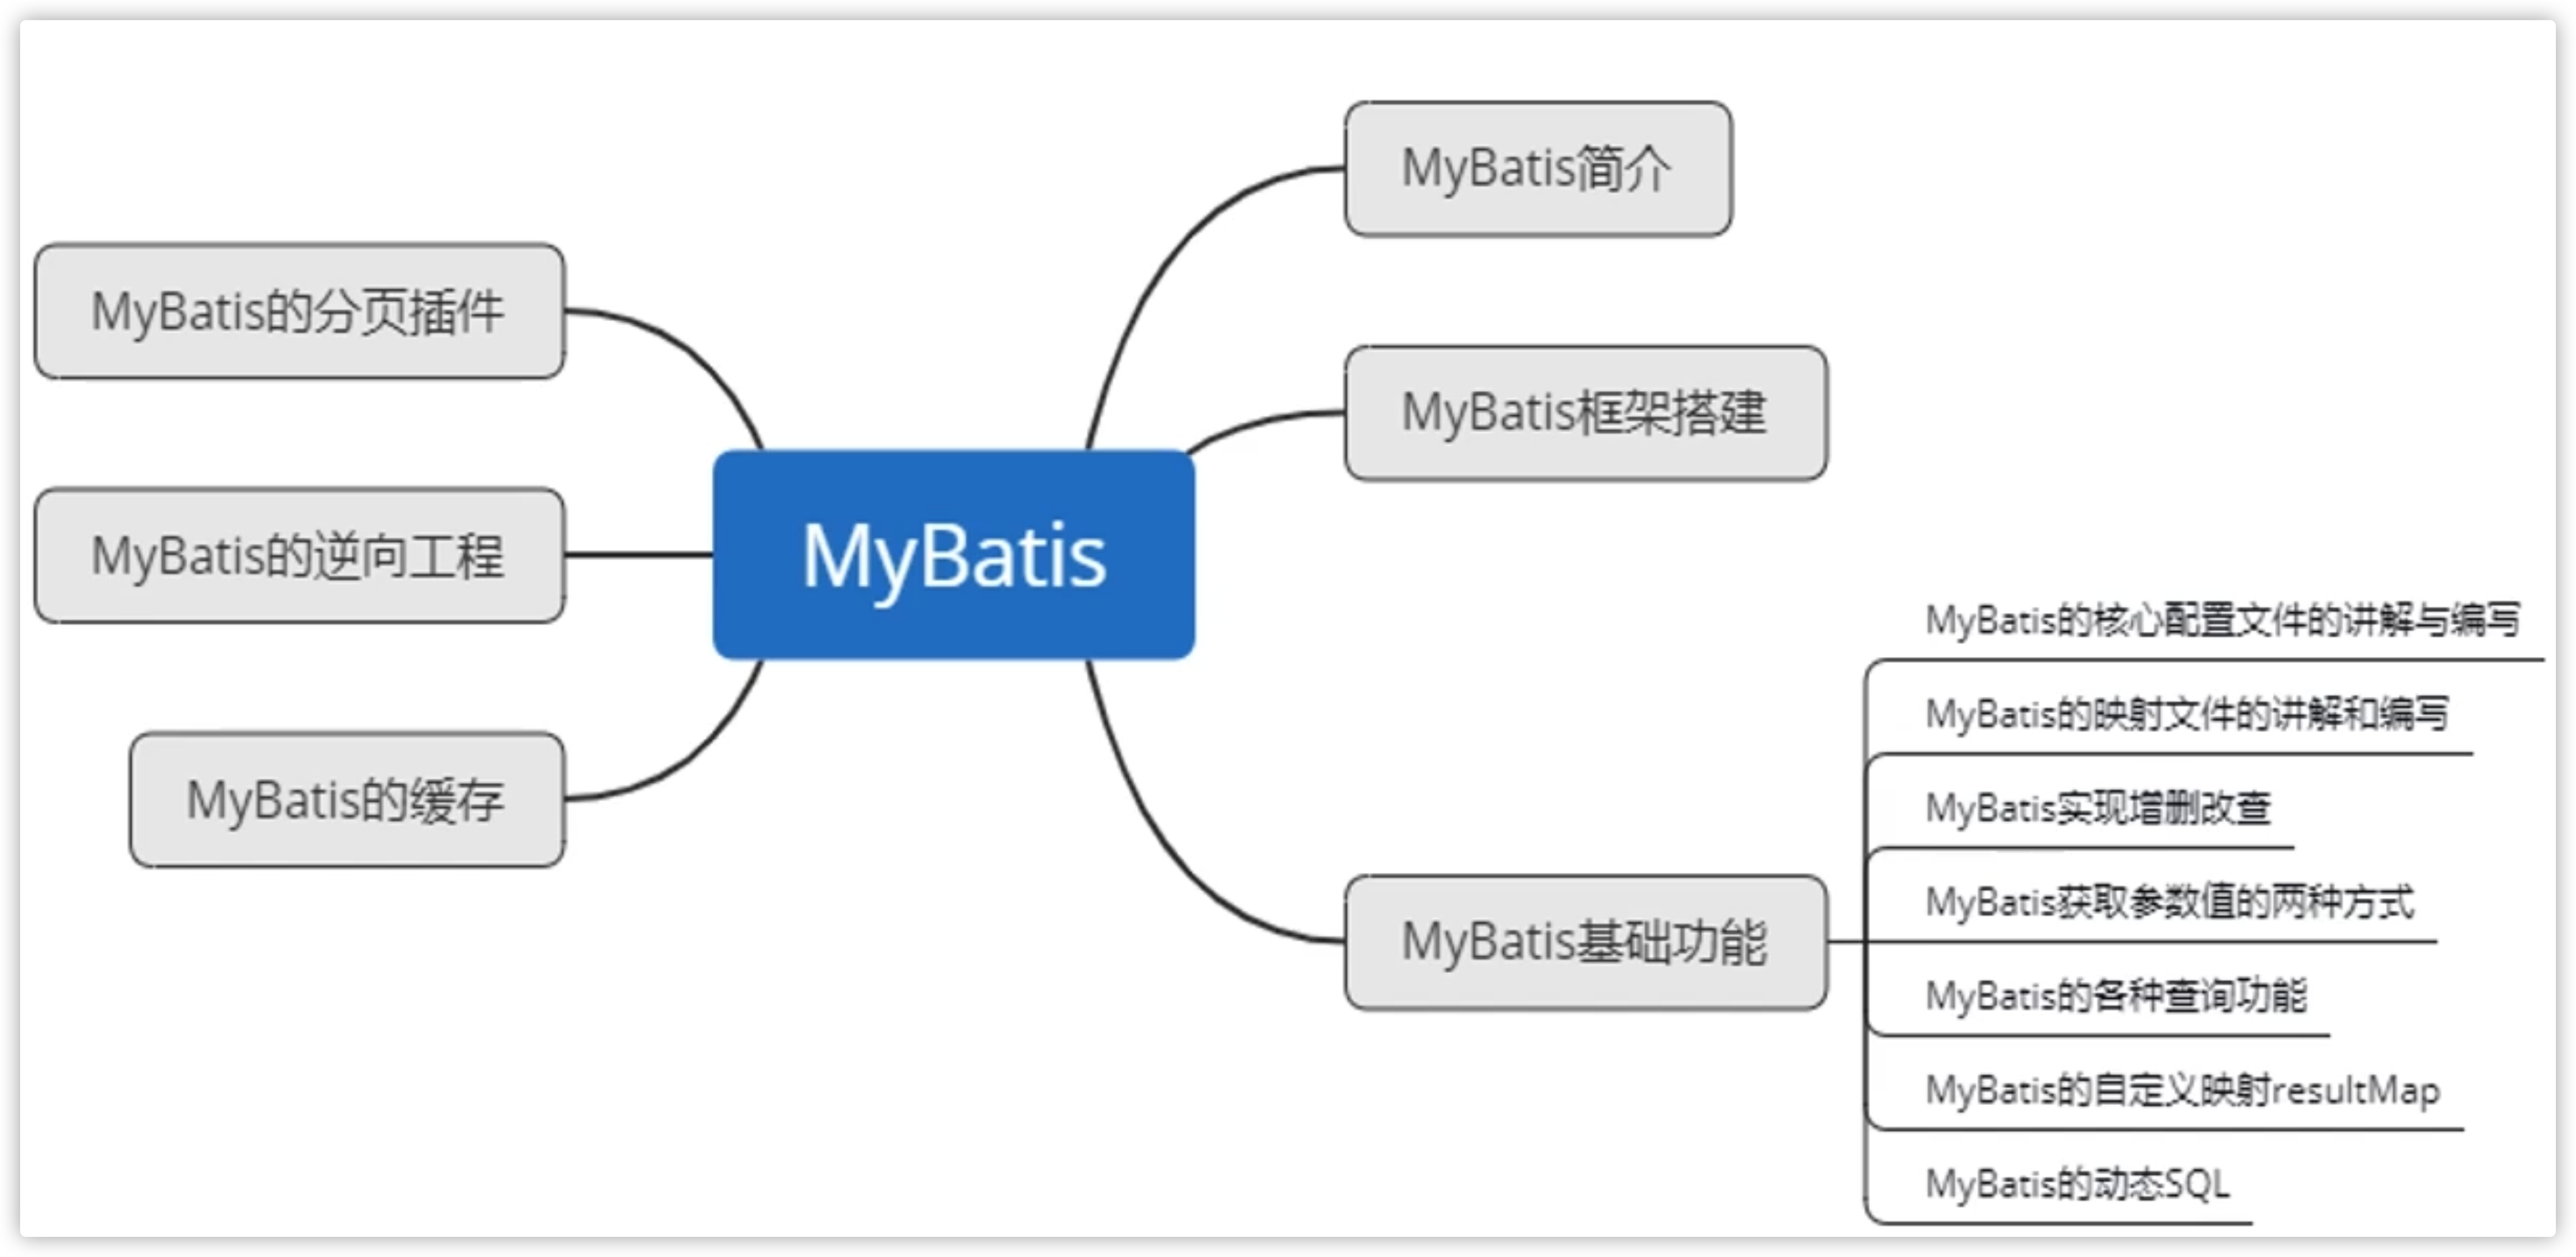 MyBatis
MyBatis简介
MyBatis框架搭建
MyBatis基础功能
MyBatis的核心配置文件的讲解与编写
MyBatis的映射文件的讲解和编写
MyBatis实现增删改查
MyBatis获取参数值的两种方式
MyBatis的各种查询功能
MyBatis的自定义映射resultMap
MyBatis的动态SQL
MyBatis的分页插件
MyBatis的逆向工程
MyBatis的缓存